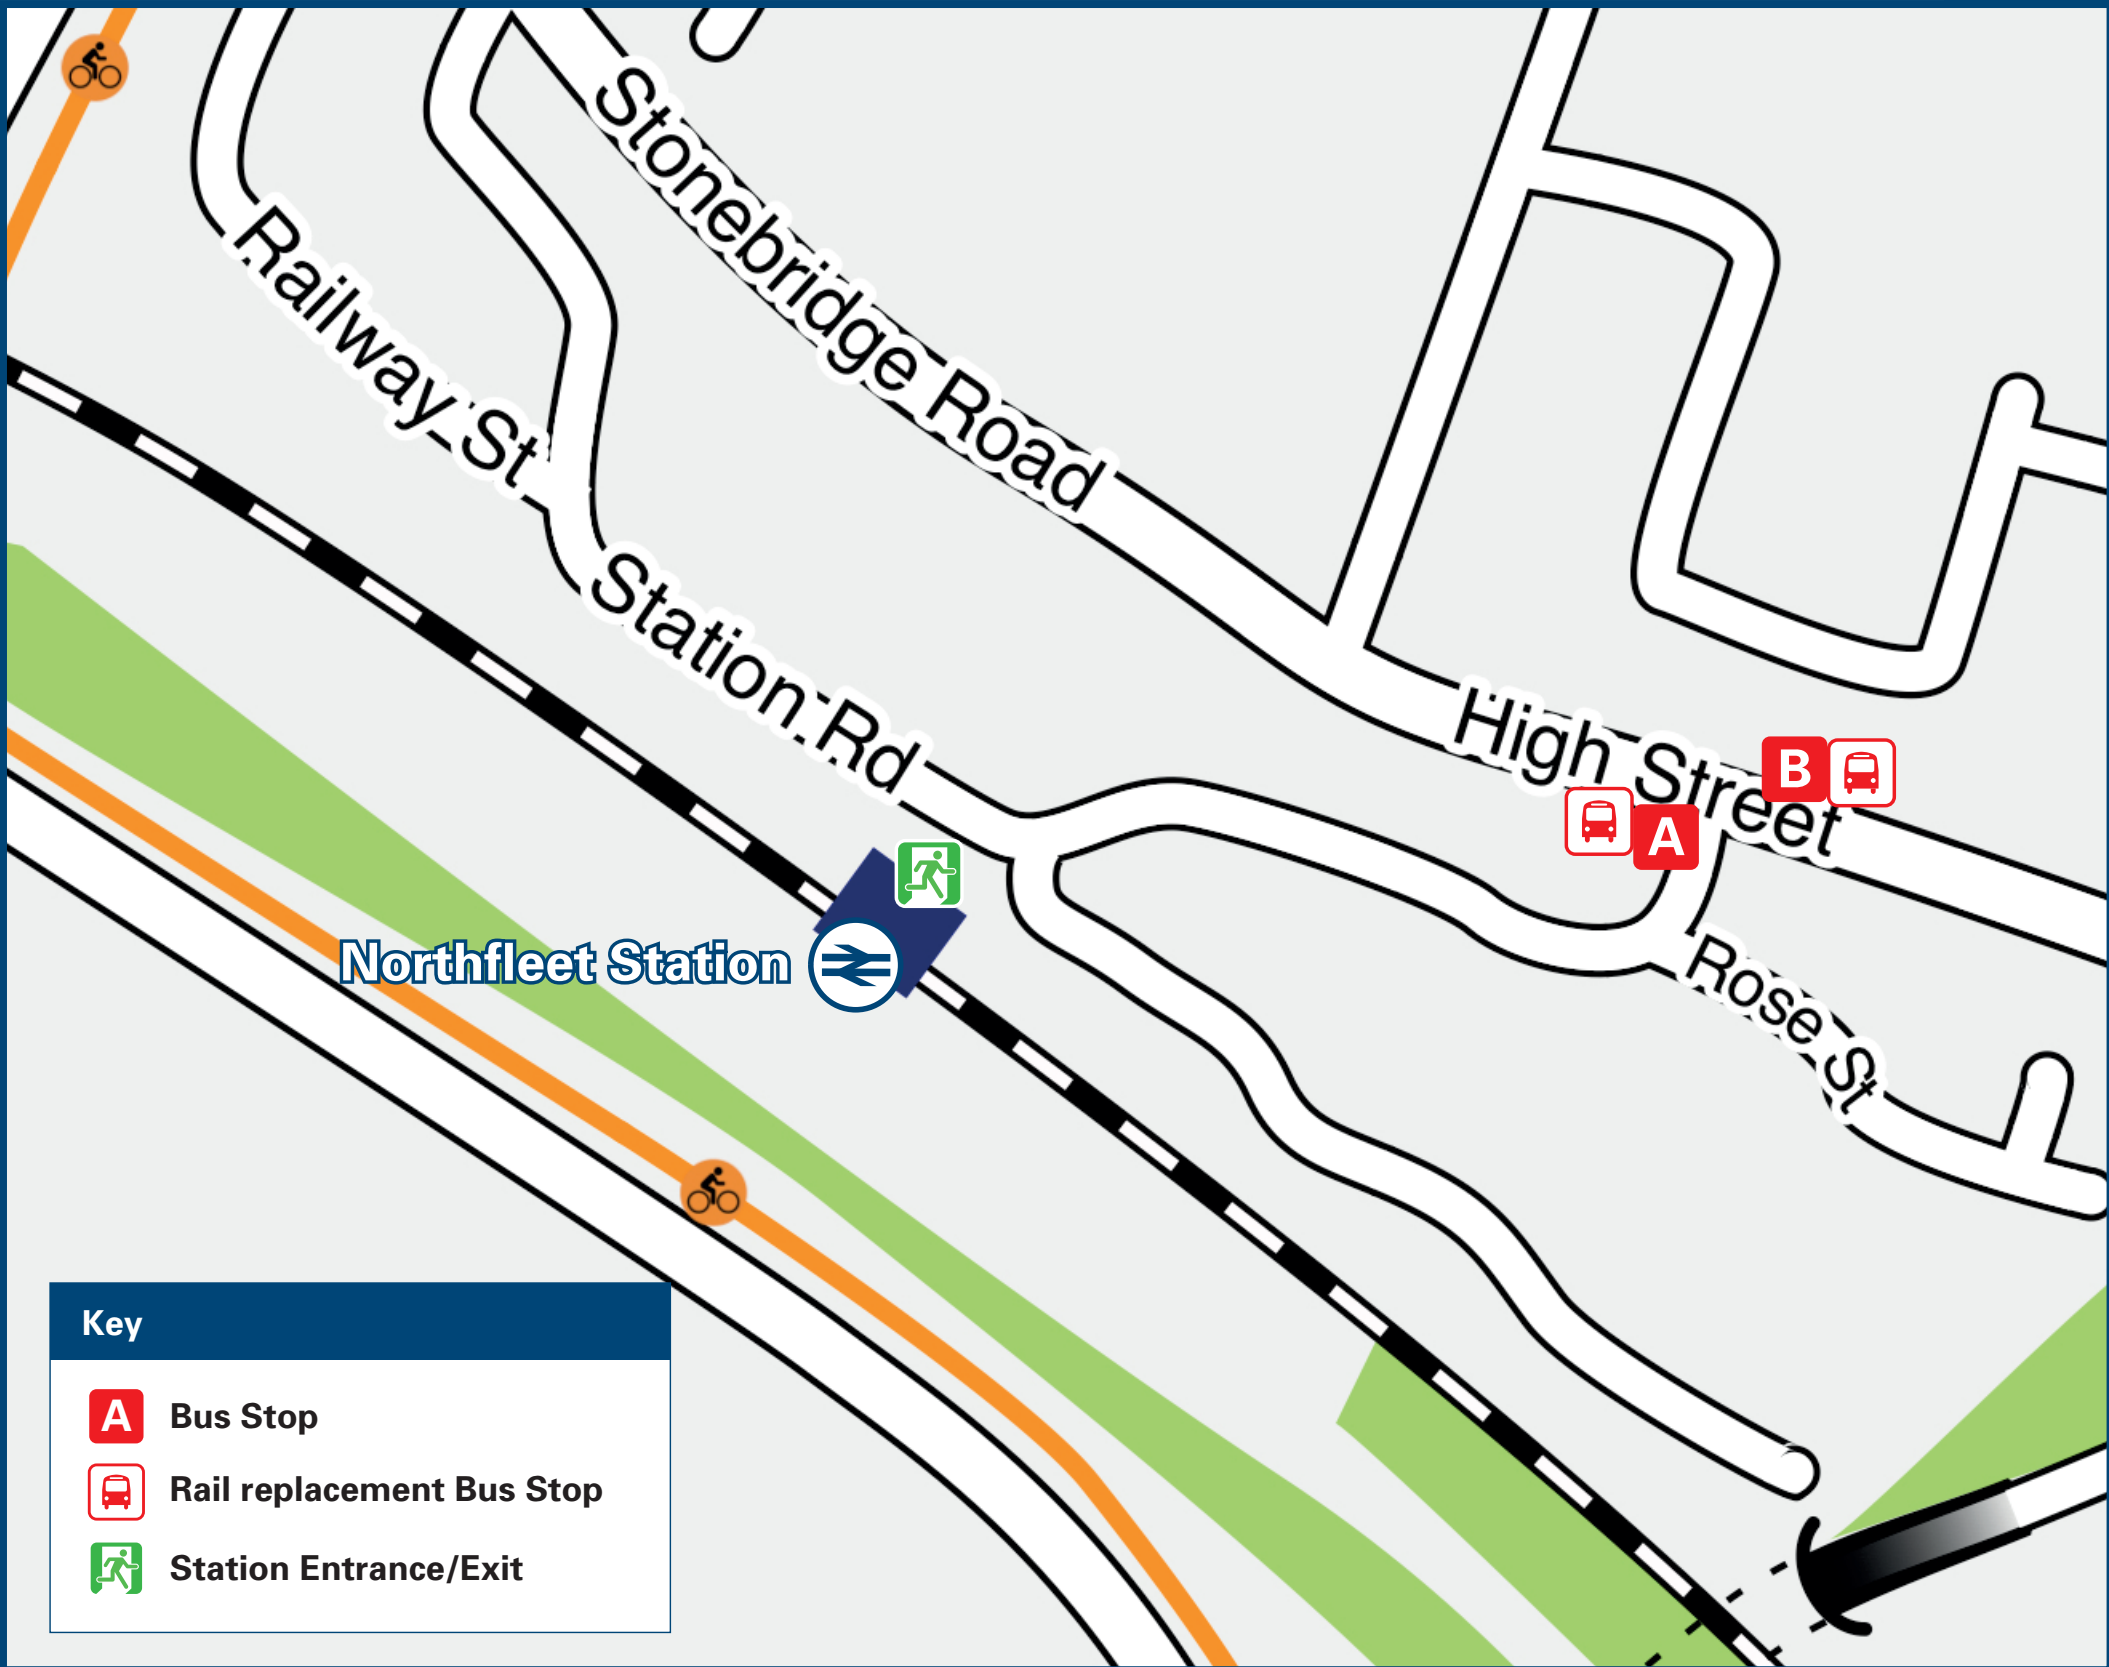 Stonebridge Road
Railway St
Station Rd
High Street
B
A
Rose St
Northfleet Station
Key
A Bus Stop
Rail replacement Bus Stop
Station Entrance/Exit